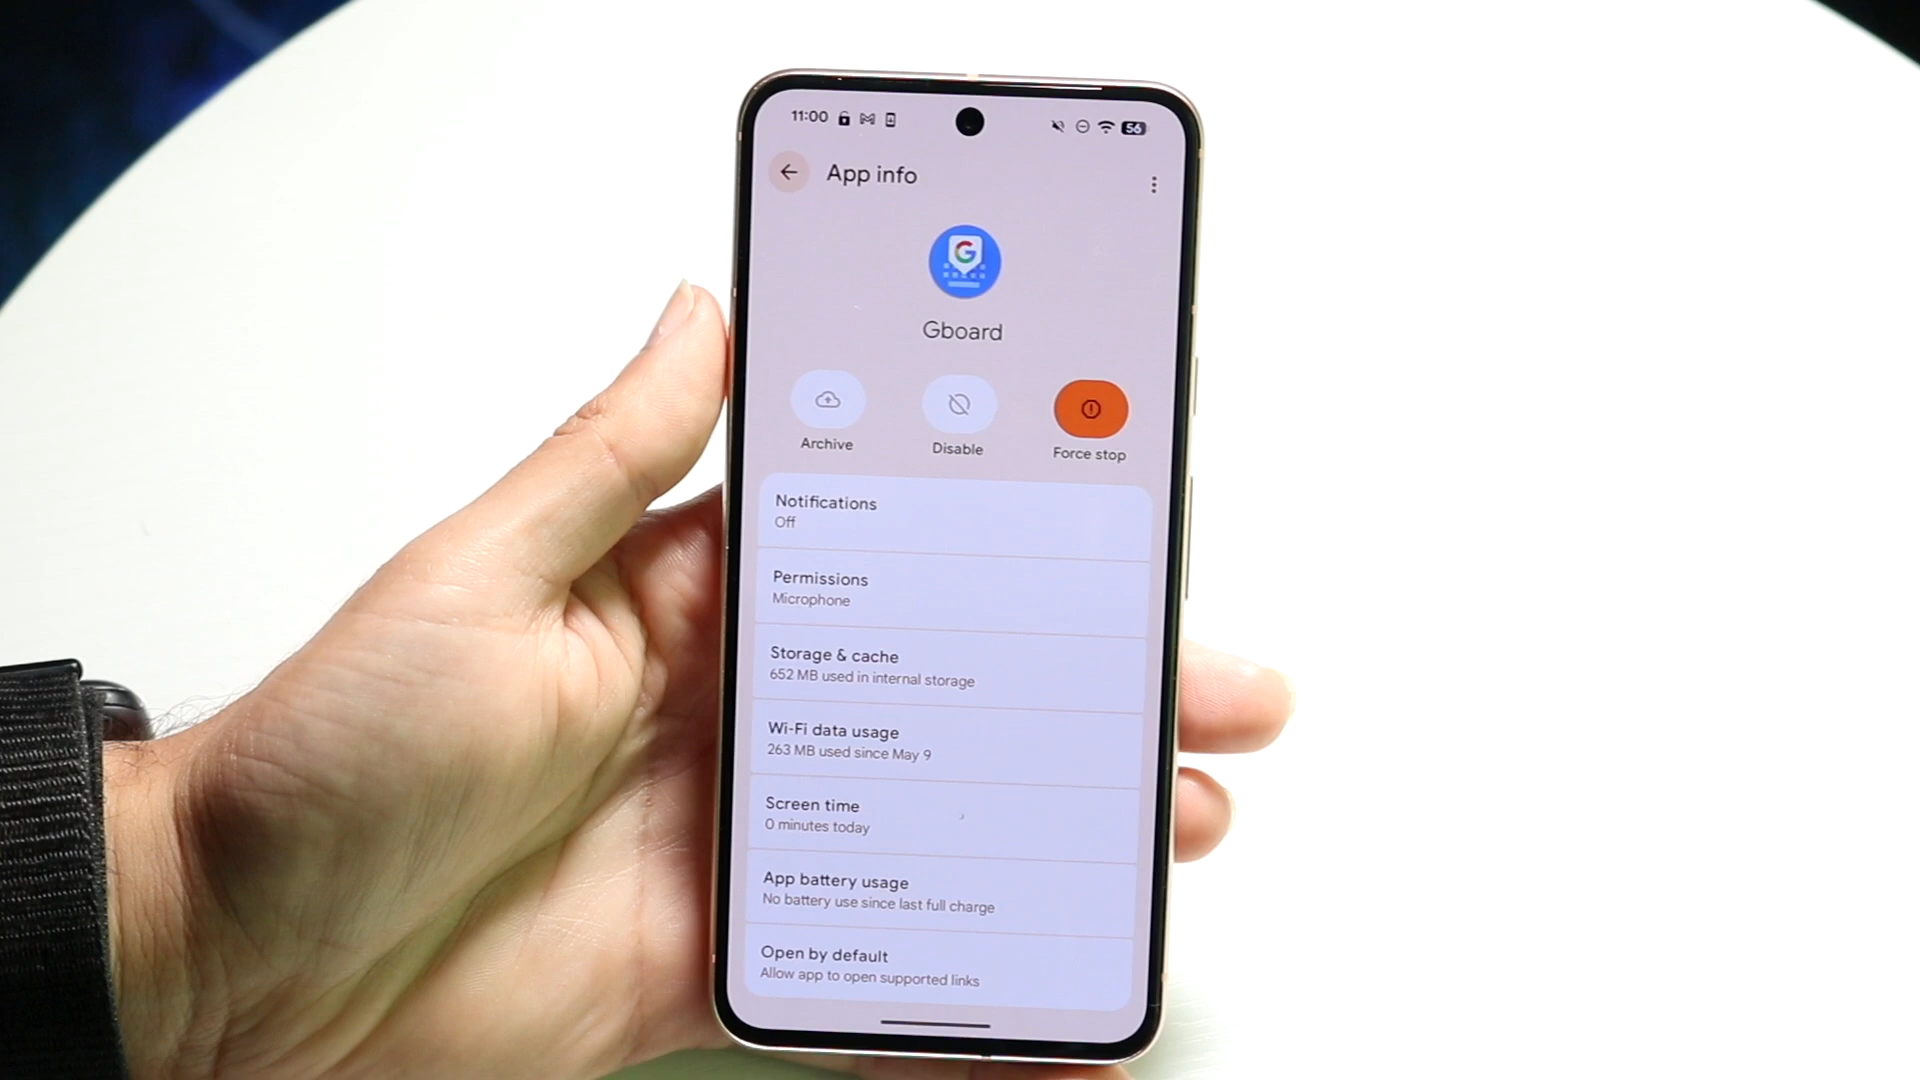 11:00
56
App info
G
Gboard
Archive
Disable
Force stop
Notifications
Off
Permissions
Microphone
Storage & cache
652 MB used in internal storage
Wi-Fi data usage
263 MB used since May 9
Screen time
0 minutes today
App battery usage
No battery use since last full charge
Open by default
Allow app to open supported links